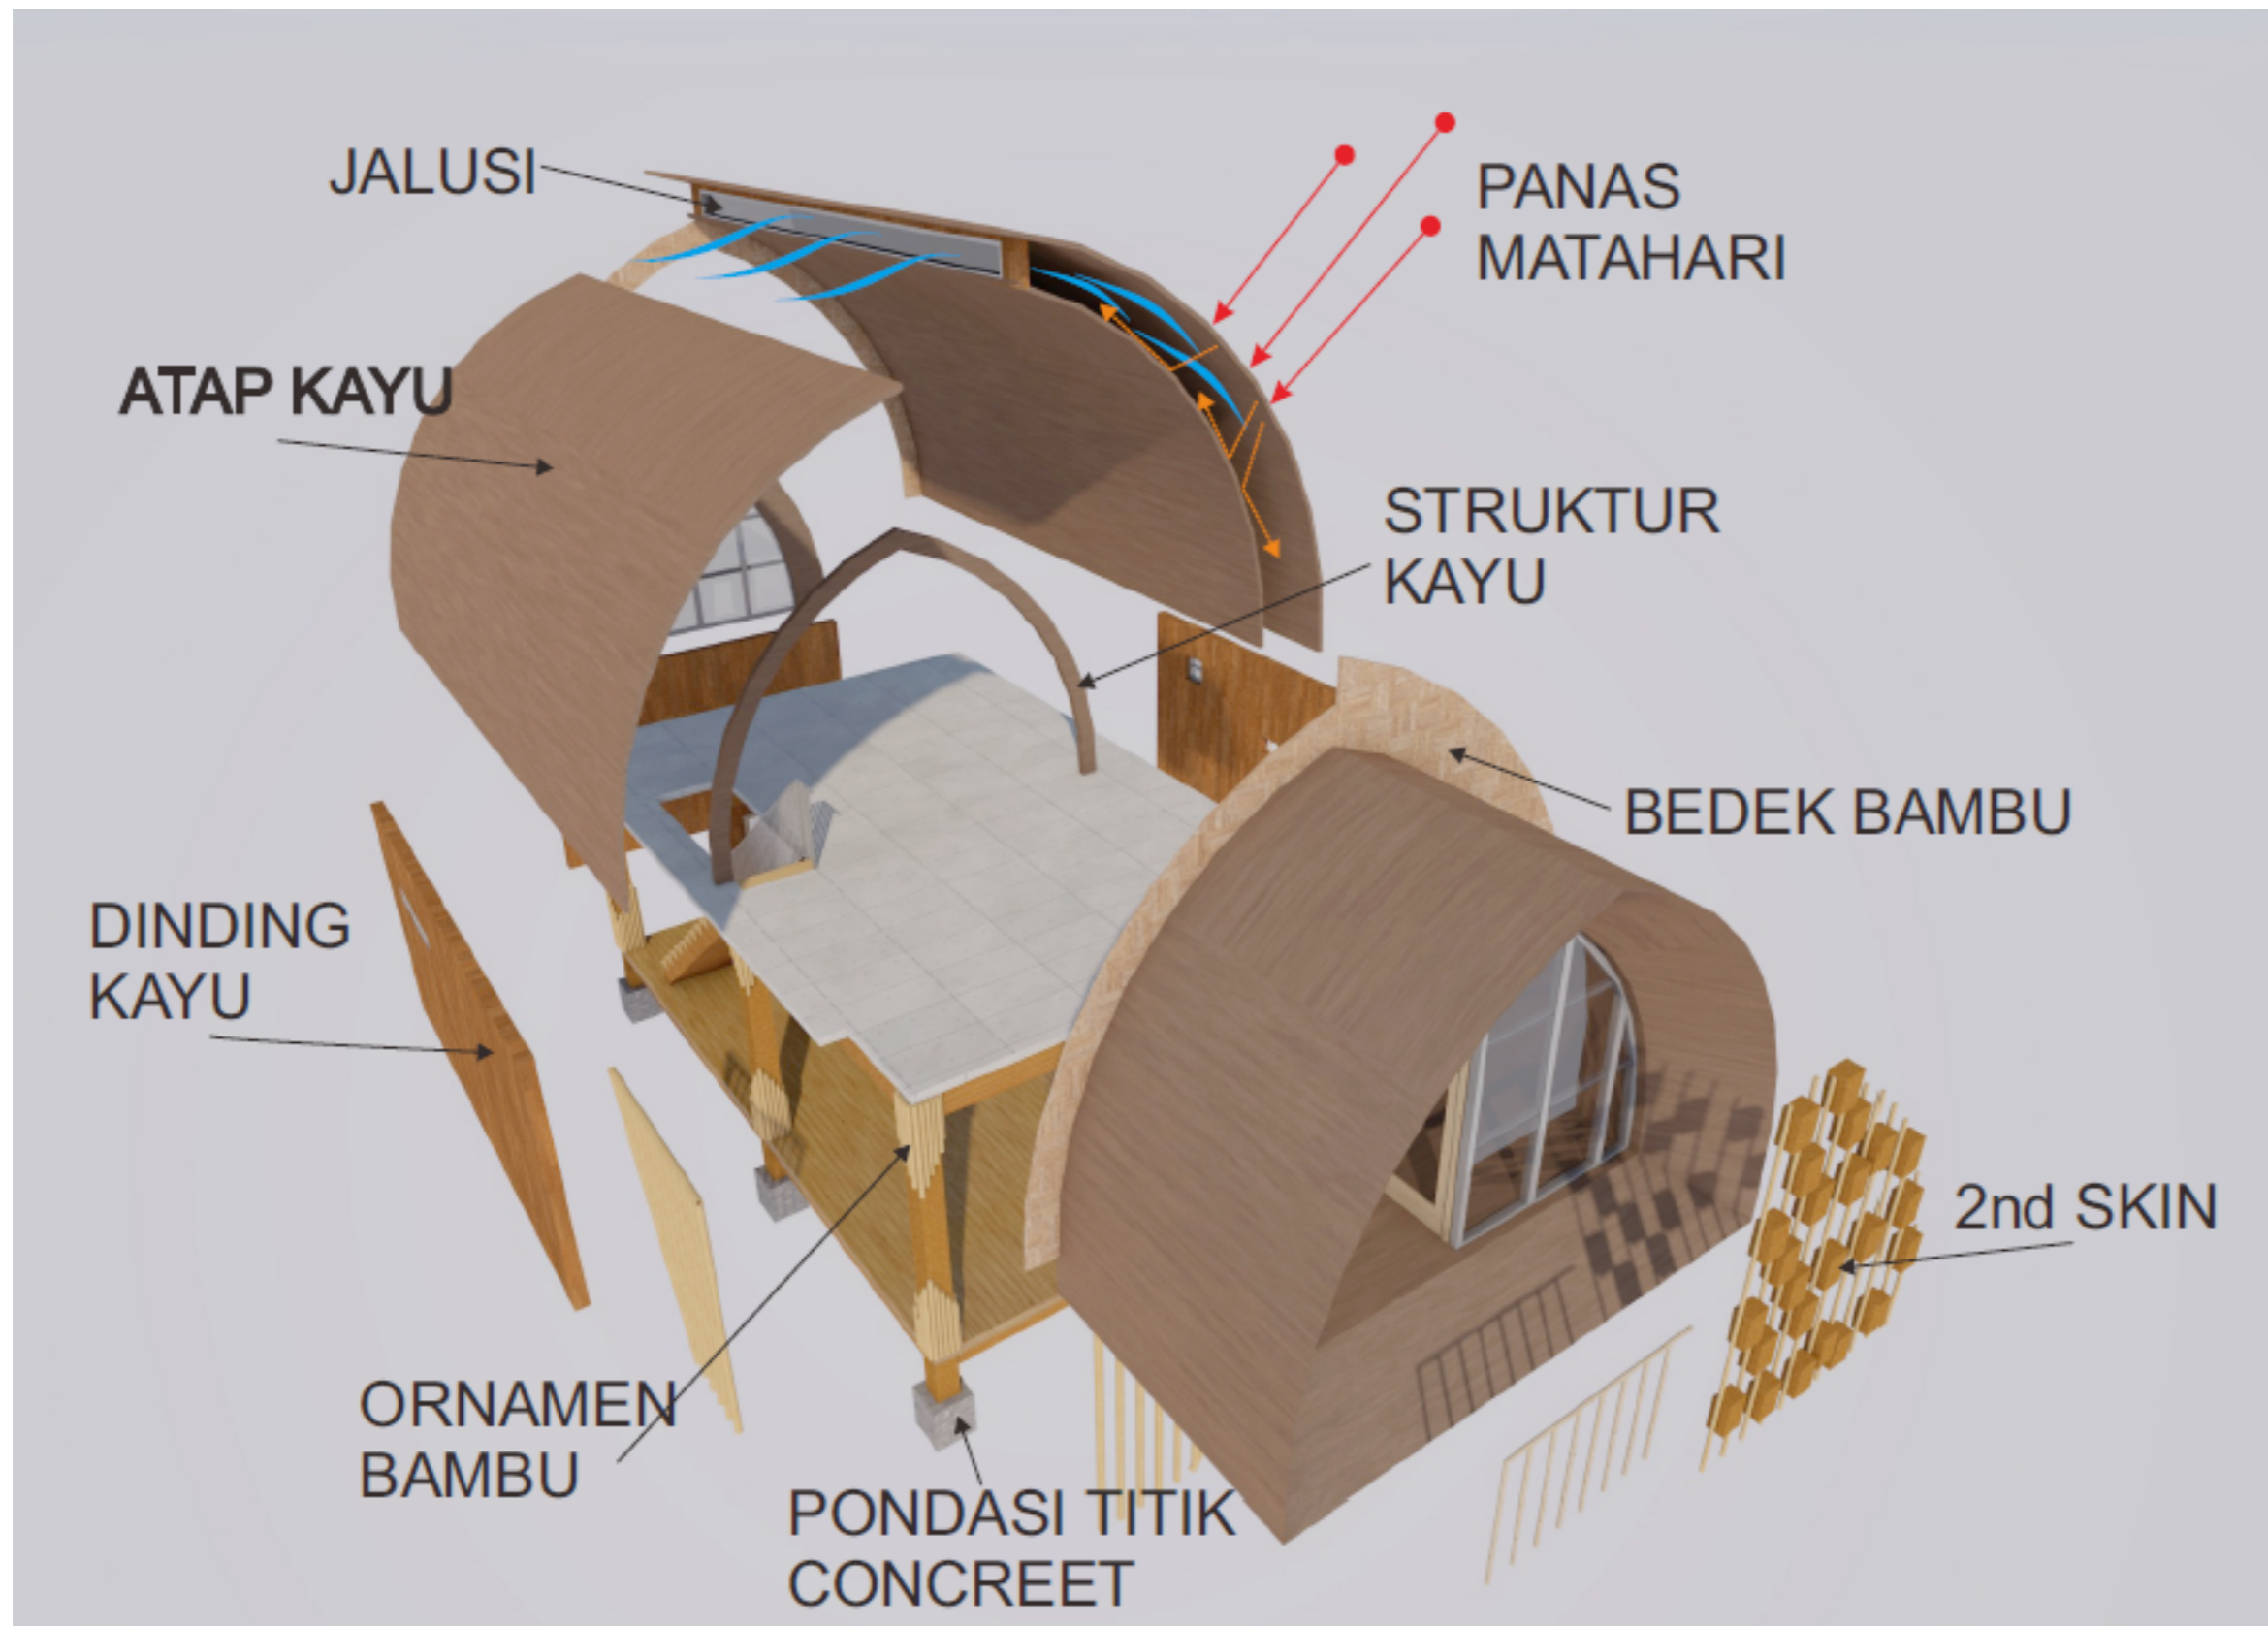 JALUSI
PANAS
MATAHARI
ATAP KAYU
STRUKTUR
KAYU
BEDEK BAMBU
DINDING
KAYU
2nd SKIN
ORNAMEN
BAMBU
PONDASI TITIK
CONCREET